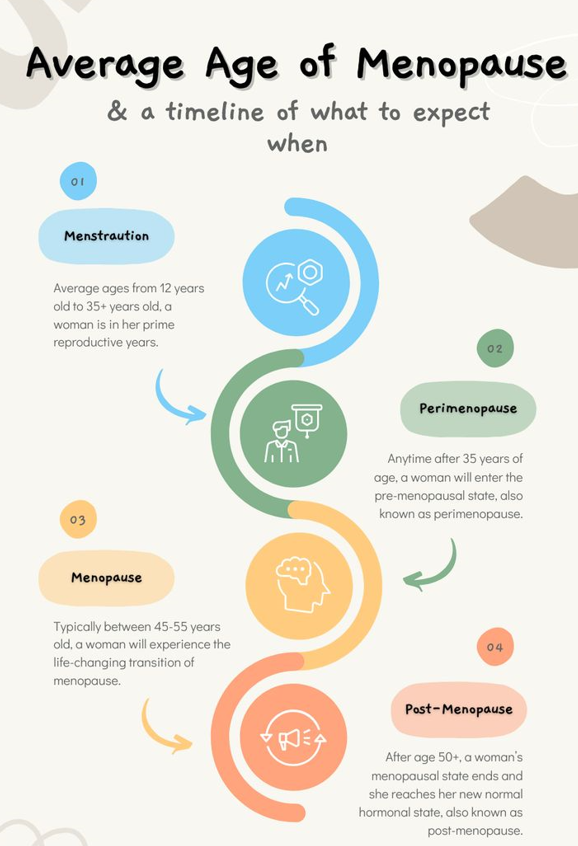 Average Age of Menopause
& a timeline of what to expect
when
01
Menstraution
Average ages from 12 years
old to 35+ years old, a
woman is in her prime
reproductive years.
02
Perimenopause
Anytime after 35 years of
age, a woman will enter the
pre-menopausal state, also
known as perimenopause.
03
Menopause
Typically between 45-55 years
old, a woman will experience the
life-changing transition of
menopause.
04
Post-Menopause
After age 50+, a woman's
menopausal state ends and
she reaches her new normal
hormonal state, also known as
post-menopause.